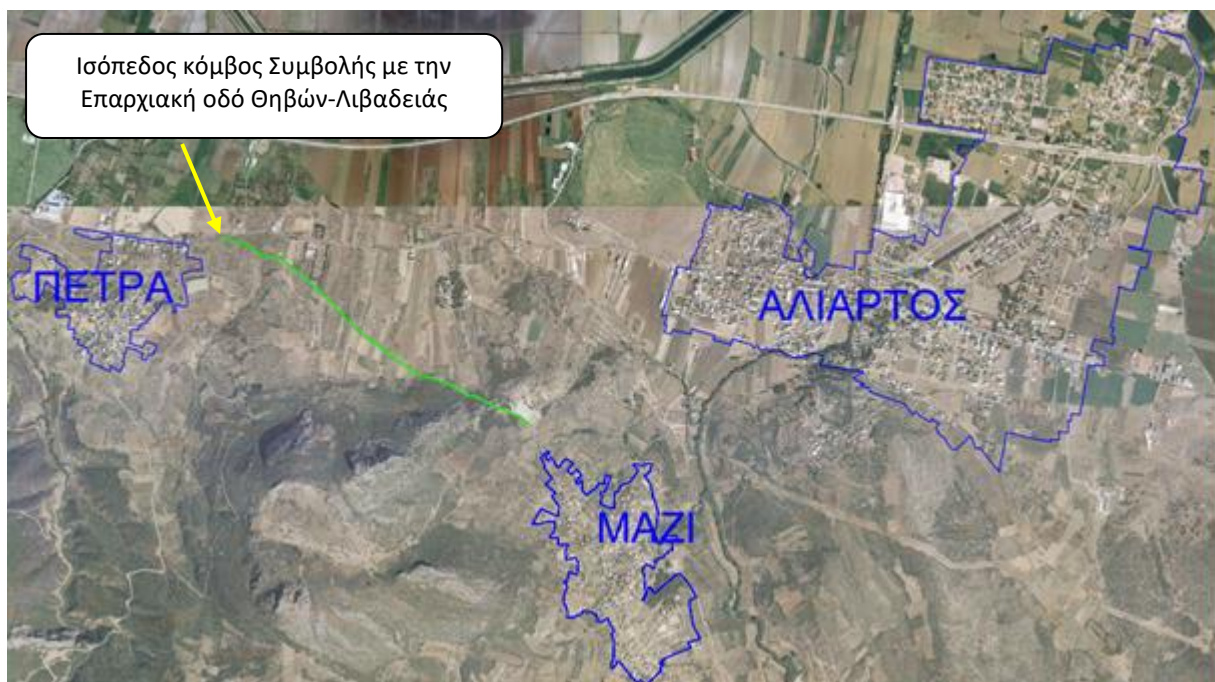 Ισόπεδος κόμβος Συμβολής με την
Επαρχιακή οδό Θηβών-Λιβαδειάς
ΠΕΤΡΑ
ΑΛΙΑΡΤΟΣ
ΜΑΖΙ